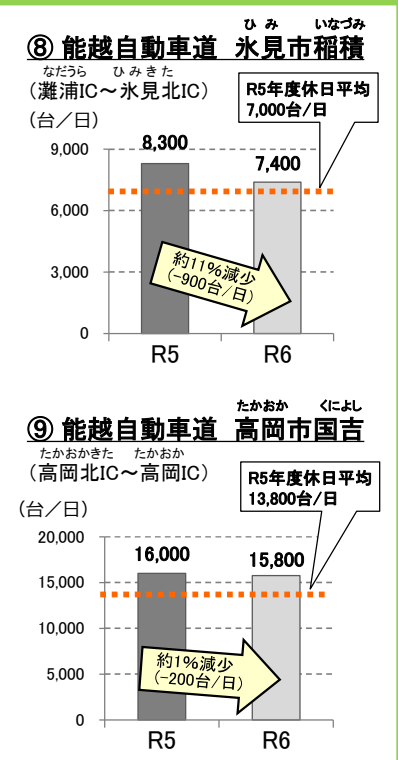 ひ み いなづみ
⑧ 能越自動車道 氷見市稲積
なだうら ひみきた
（灘浦IC～氷見北IC）
R5年度休日平均
7,000台/日
（台／日）
9,000
8,300
7,400
6,000
3,000
約11%減少
(-900台/日)
0
R5 R6
たかおか くによし
⑨ 能越自動車道 高岡市国吉
たかおかきた たかおか
（高岡北IC～高岡IC）
R5年度休日平均
13,800台/日
（台／日）
20,000
16,000 15,800
15,000
10,000
約1%減少
(-200台/日)
5,000
0
R5 R6